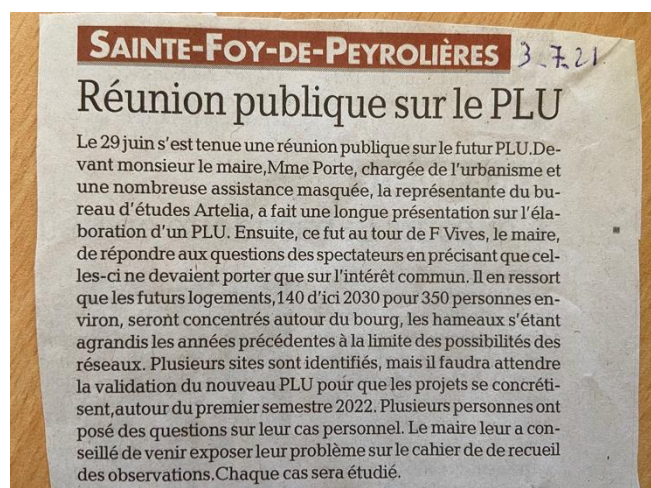 SAINTE-FOY-DE-PEYROLIÈRES 3.7.21
Réunion publique sur le PLU
Le 29 juin s'est tenue une réunion publique sur le futur PLU.De-
vant monsieur le maire,Mme Porte, chargée de l'urbanisme et
une nombreuse assistance masquée, la représentante du bu-
reau d'études Artelia, a fait une longue présentation sur l'éla-
boration d'un PLU. Ensuite, ce fut au tour de F Vives, le maire,
de répondre aux questions des spectateurs en précisant que cel-
les-ci ne devaient porter que sur l'intérêt commun. Il en ressort
que les futurs logements,140 d'ici 2030 pour 350 personnes en-
viron, seront concentrés autour du bourg, les hameaux s'étant
agrandis les années précédentes à la limite des possibilités des
réseaux. Plusieurs sites sont identifiés, mais il faudra attendre
la validation du nouveau PLU pour que les projets se concréti-
sent,autour du premier semestre 2022. Plusieurs personnes ont
posé des questions sur leur cas personnel. Le maire leur a con-
seillé de venir exposer leur problème sur le cahier de de recueil
des observations.Chaque cas sera étudié.